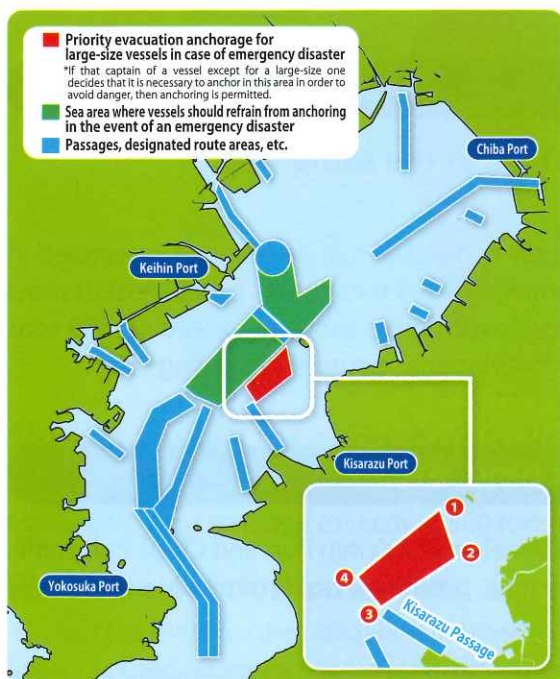 Priority evacuation anchorage for
large-size vessels in case of emergency disaster
*If that captain of a vessel except for a large-size one
decides that it is necessary to anchor in this area in order to
avoid danger, then anchoring is permitted.
Sea area where vessels should refrain from anchoring
in the event of an emergency disaster
Passages, designated route areas, etc.
Chiba Port
Keihin Port
Kisarazu Port
Yokosuka Port
1
2
4
3
Kisarazu Passage